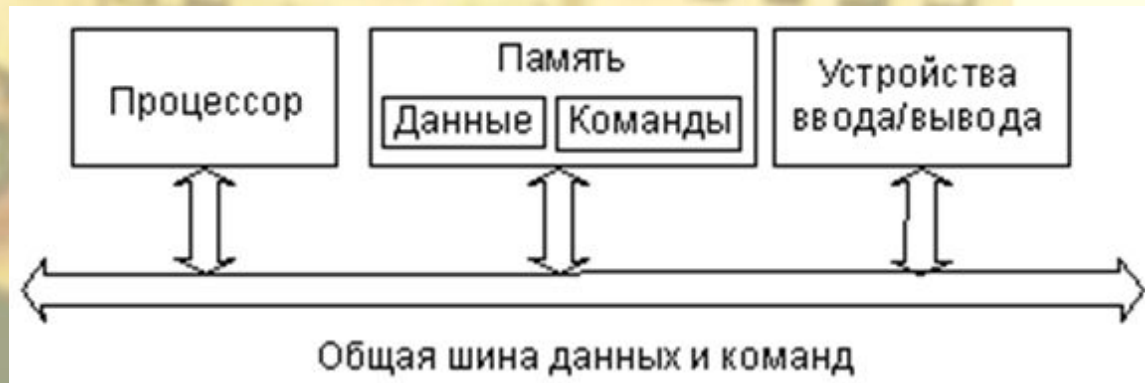 Процессор
Память
Данные
Команды
Устройства
ввода/вывода
Общая шина данных и команд